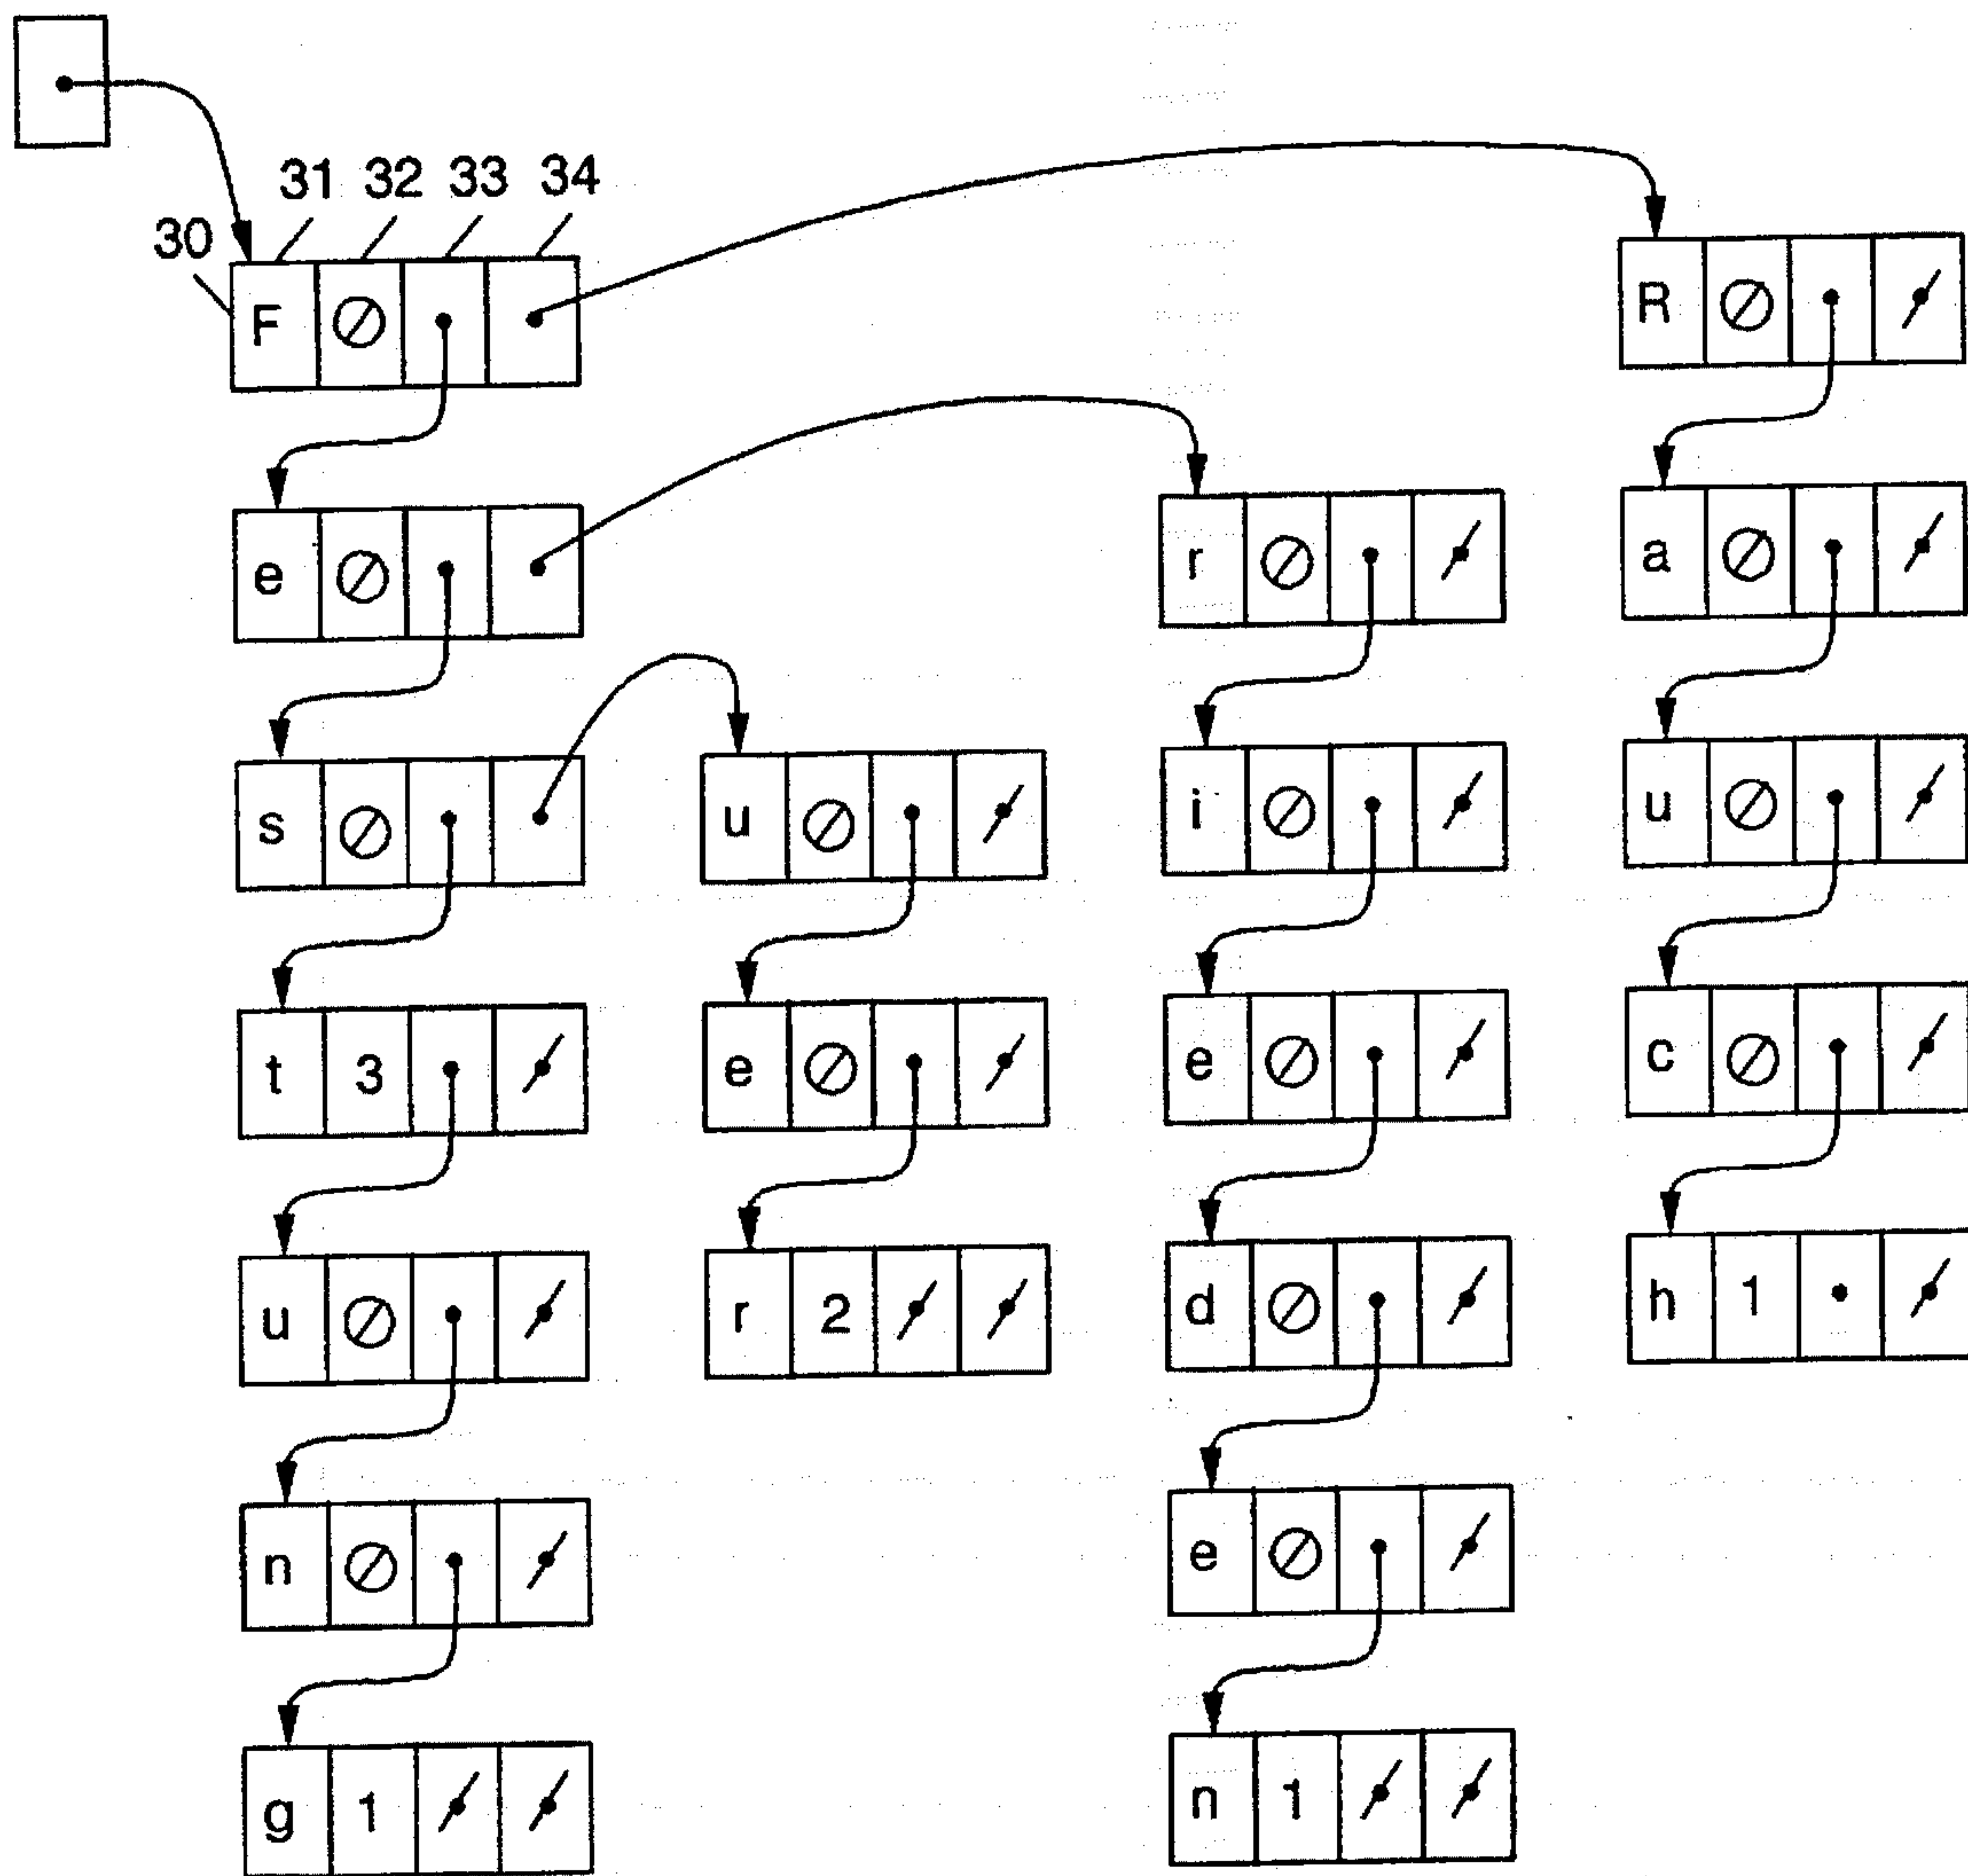 31 32 33 34
30
F ∅
R ∅
e ∅
r ∅
a ∅
s ∅
u ∅
i ∅
u ∅
t 3
e ∅
e ∅
c ∅
u ∅
r 2
d ∅
h 1
n ∅
e ∅
g 1
n 1